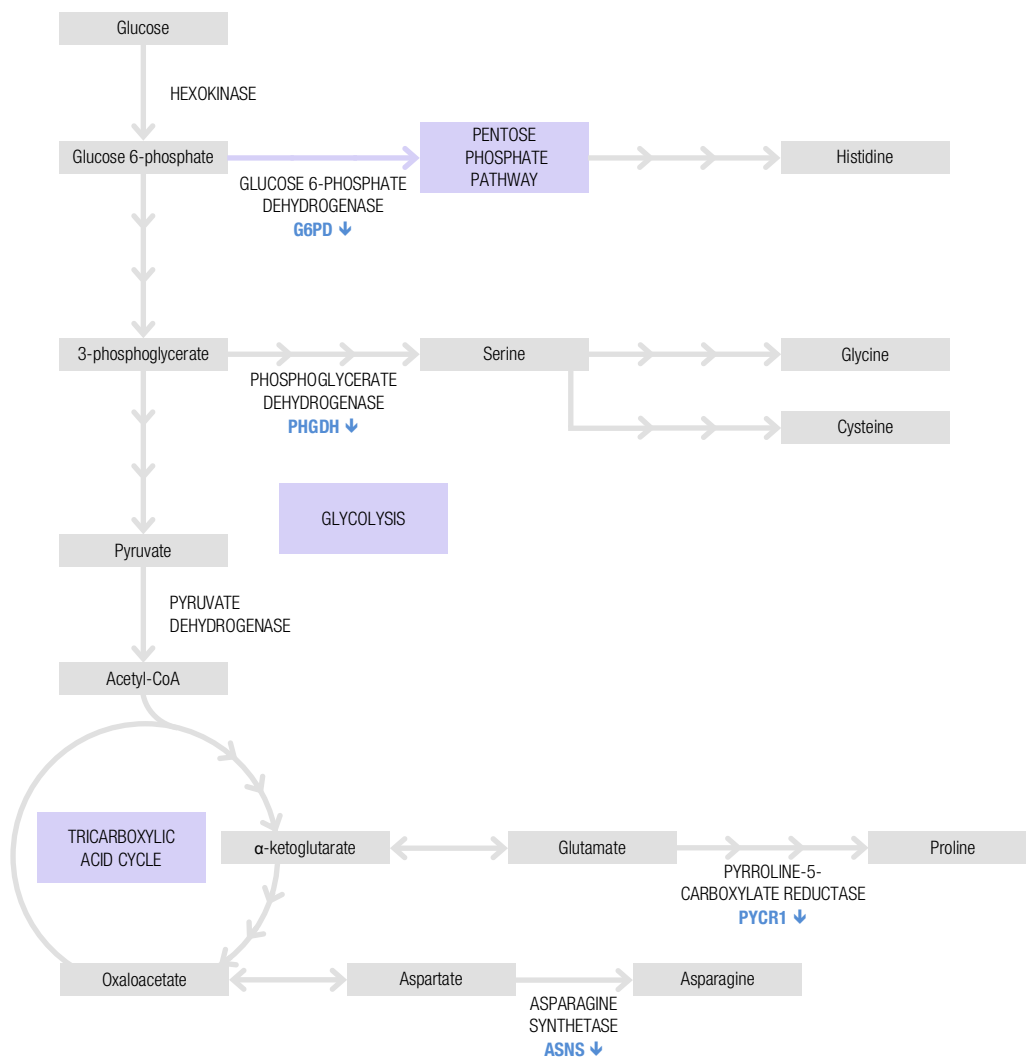 Glucose
HEXOKINASE
Glucose 6-phosphate
PENTOSE
PHOSPHATE
PATHWAY
Histidine
GLUCOSE 6-PHOSPHATE
DEHYDROGENASE
G6PD ↓
3-phosphoglycerate
Serine
Glycine
PHOSPHOGLYCERATE
DEHYDROGENASE
PHGDH ↓
Cysteine
GLYCOLYSIS
Pyruvate
PYRUVATE
DEHYDROGENASE
Acetyl-CoA
TRICARBOXYLIC
ACID CYCLE
α-ketoglutarate
Glutamate
Proline
PYRROLINE-5-
CARBOXYLATE REDUCTASE
PYCR1 ↓
Oxaloacetate
Aspartate
Asparagine
ASPARAGINE
SYNTHETASE
ASNS ↓